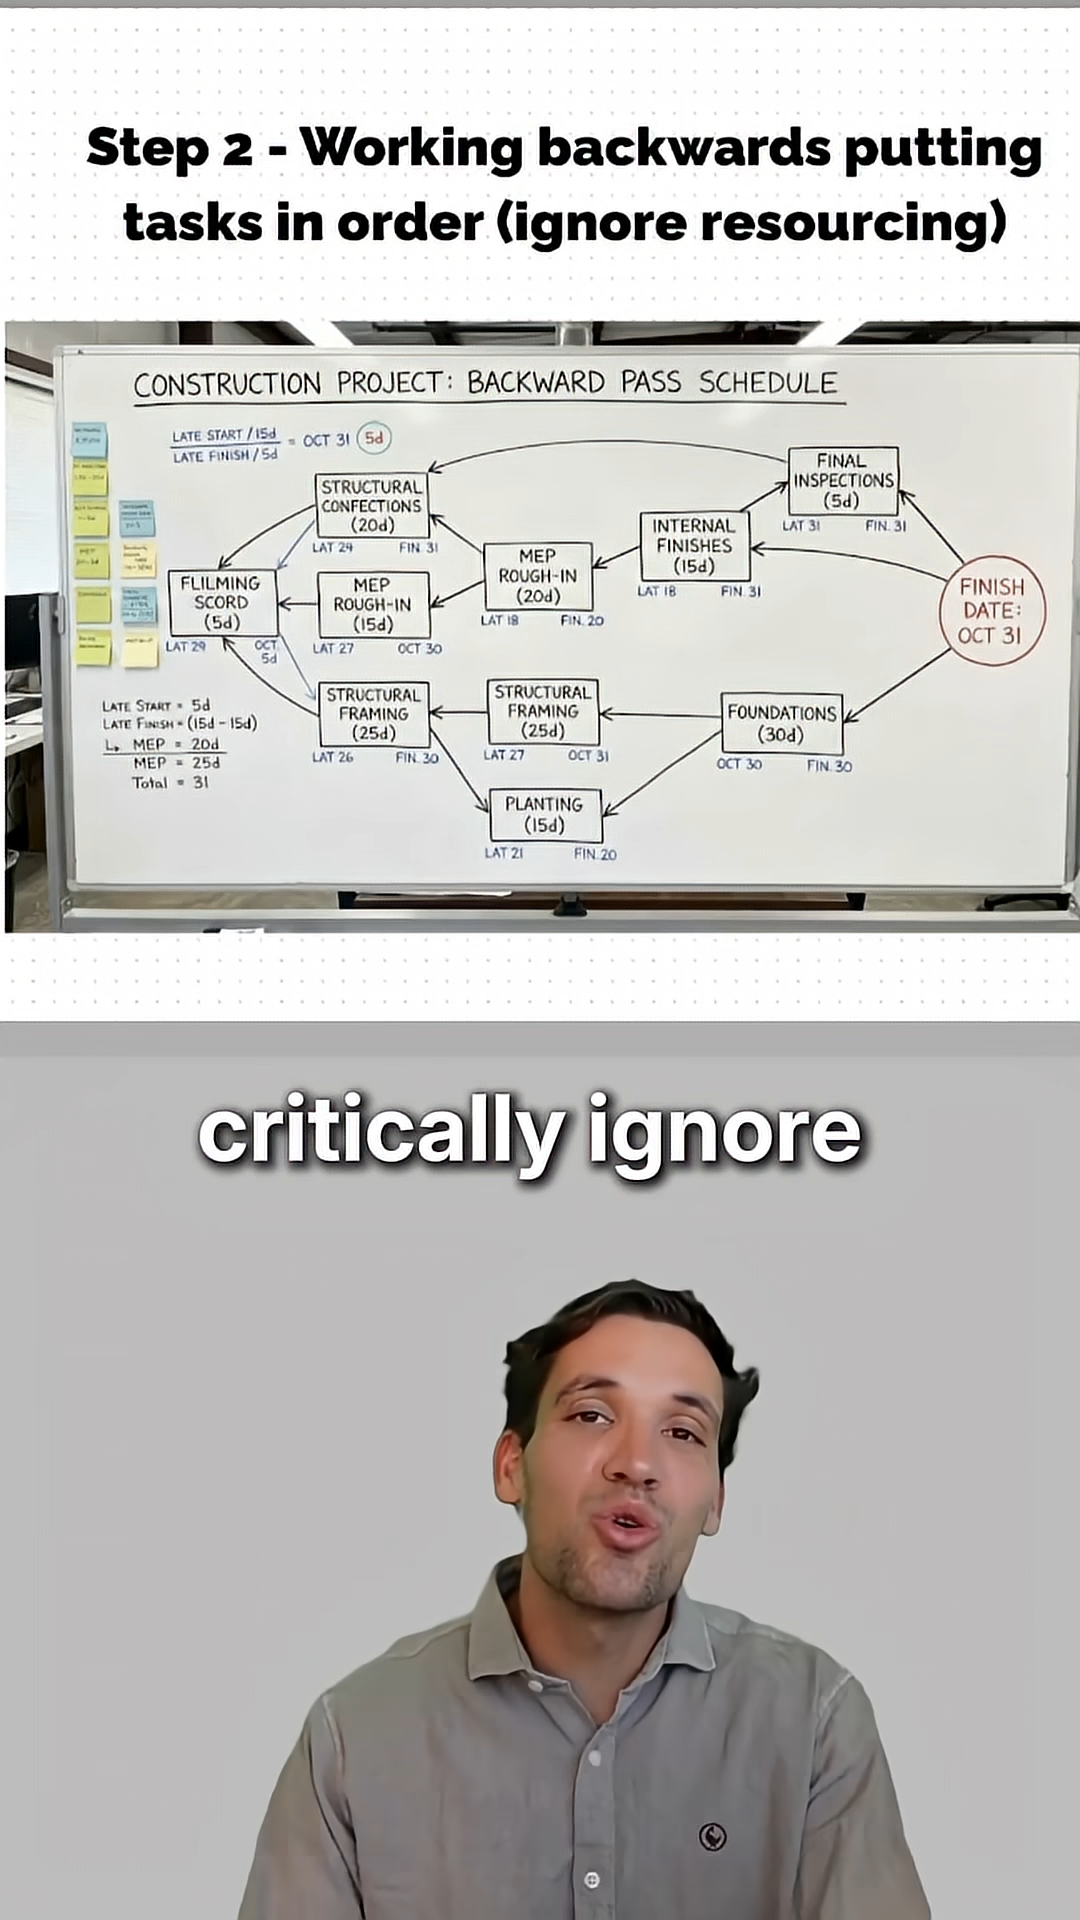 Step 2 - Working backwards putting
tasks in order (ignore resourcing)
CONSTRUCTION PROJECT: BACKWARD PASS SCHEDULE
LATE START / 15d
LATE FINISH / 5d
= OCT 31
5d
STRUCTURAL
CONFECTIONS
(20d)
LAT 29 FIN. 31
FINAL
INSPECTIONS
(5d)
LAT 31 FIN. 31
INTERNAL
FINISHES
(15d)
LAT 18 FIN. 31
MEP
ROUGH-IN
(20d)
LAT 18 FIN. 20
FLILMING
SCORD
(5d)
LAT 29 OCT
5d
MEP
ROUGH-IN
(15d)
LAT 27 OCT 30
FINISH
DATE:
OCT 31
STRUCTURAL
FRAMING
(25d)
LAT 26 FIN. 30
STRUCTURAL
FRAMING
(25d)
LAT 27 OCT 31
FOUNDATIONS
(30d)
OCT 30 FIN. 30
PLANTING
(15d)
LAT 21 FIN. 20
LATE START = 5d
LATE FINISH = (15d - 15d)
MEP = 20d
MEP = 25d
Total = 31
critically ignore